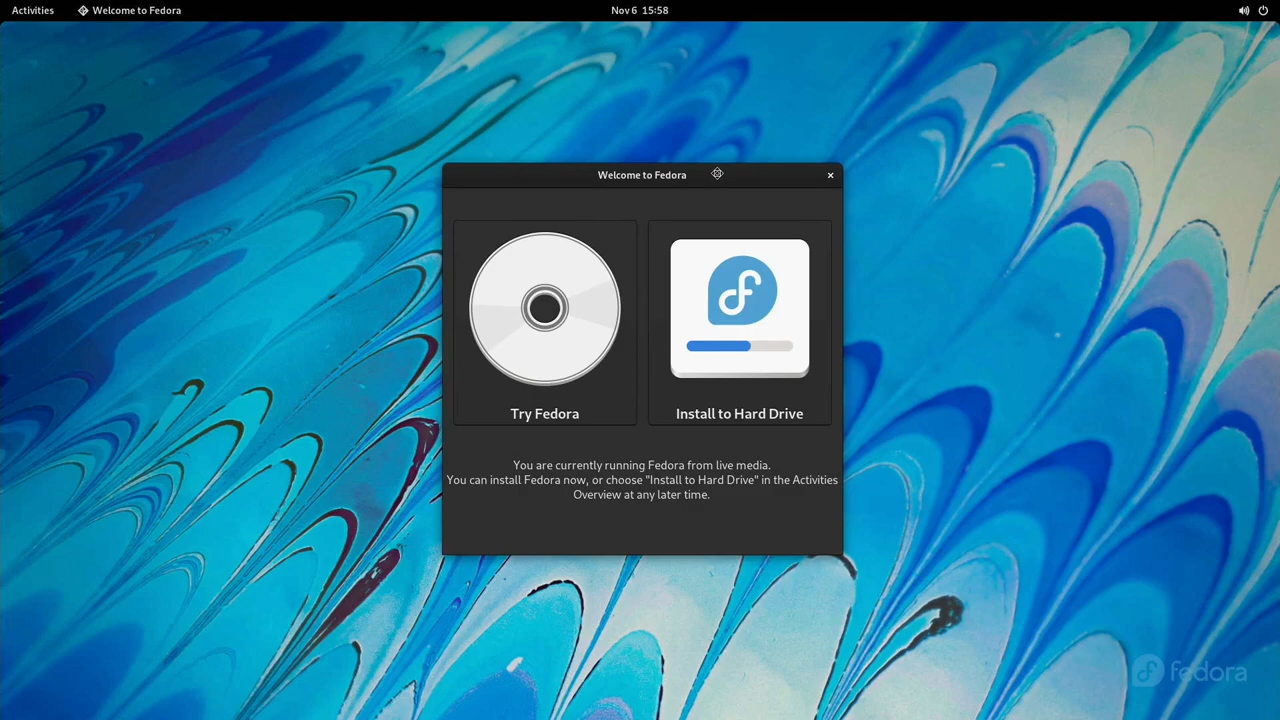 Activities
Welcome to Fedora
Nov 6 15:58
Welcome to Fedora
Try Fedora
Install to Hard Drive
You are currently running Fedora from live media.
You can install Fedora now, or choose "Install to Hard Drive" in the Activities
Overview at any later time.
fedora